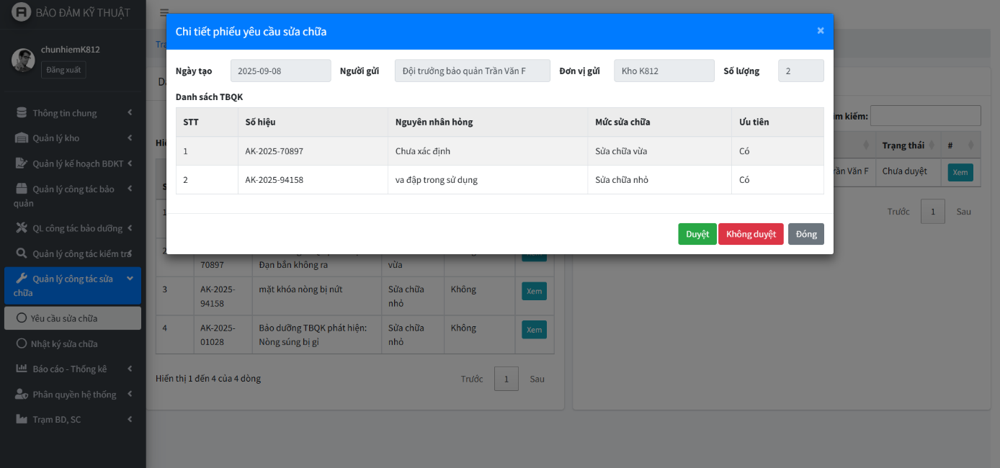 BẢO ĐẢM KỸ THUẬT
chunhiemK812
Đăng xuất
Thông tin chung
Quản lý kho
Quản lý kế hoạch BĐKT
Quản lý công tác bảo
quản
QL công tác bảo dưỡng
Quản lý công tác kiểm tra
Quản lý công tác sửa
chữa
Yêu cầu sửa chữa
Nhật ký sửa chữa
Báo cáo - Thống kê
Phân quyền hệ thống
Trạm BD, SC
Chi tiết phiếu yêu cầu sửa chữa ×
Ngày tạo 2025-09-08 Người gửi Đội trưởng bảo quản Trần Văn F Đơn vị gửi Kho K812 Số lượng 2
Danh sách TBQK
STT Số hiệu Nguyên nhân hỏng Mức sửa chữa Ưu tiên
1 AK-2025-70897 Chưa xác định Sửa chữa vừa Có
2 AK-2025-94158 va đập trong sử dụng Sửa chữa nhỏ Có
Duyệt Không duyệt Đóng
2
70897 Đạn bắn không ra vừa
3 AK-2025- mặt khóa nòng bị nứt Sửa chữa Không Xem
94158 nhỏ
4 AK-2025- Bảo dưỡng TBQK phát hiện: Sửa chữa Không Xem
01028 Nòng súng bị gỉ nhỏ
Hiển thị 1 đến 4 của 4 dòng Trước 1 Sau
kiếm:
Trạng thái #
Văn F Chưa duyệt Xem
Trước 1 Sau